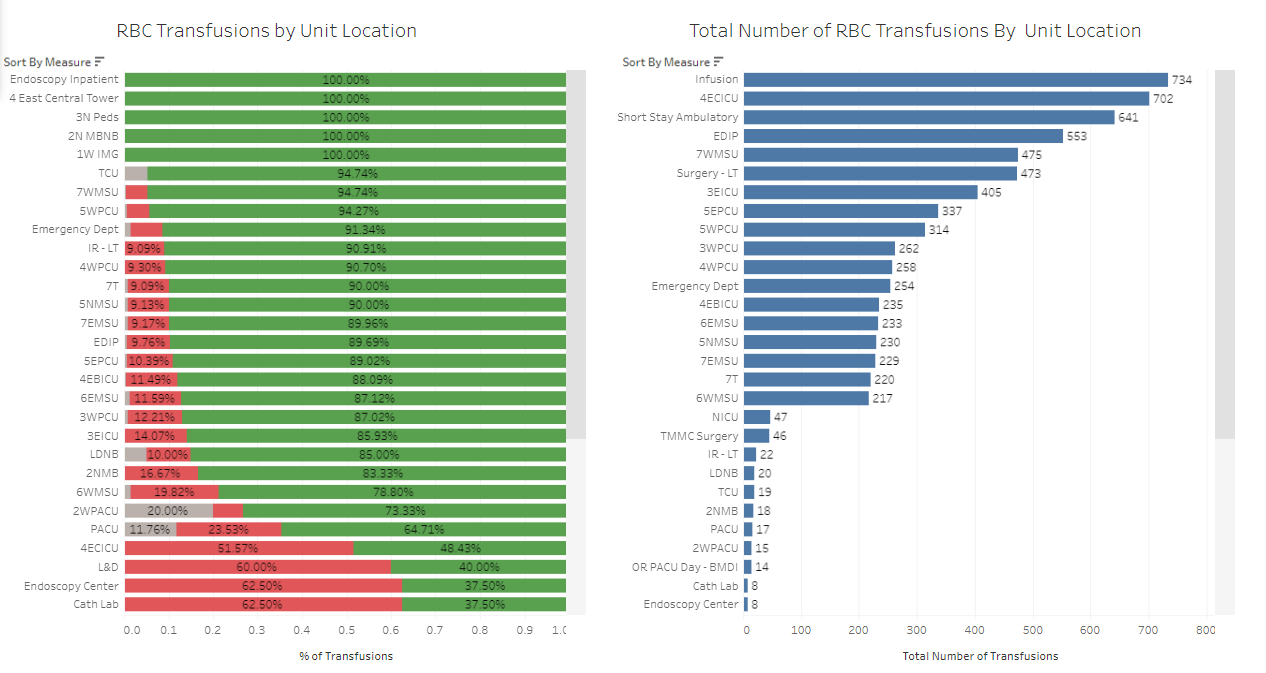 RBC Transfusions by Unit Location
Sort By Measure
Endoscopy Inpatient 100.00%
4 East Central Tower 100.00%
3N Peds 100.00%
2N MBNB 100.00%
1W IMG 100.00%
TCU 94.74%
7WMSU 94.74%
5WPCU 94.27%
Emergency Dept 91.34%
IR - LT 9.09% 90.91%
4WPCU 9.30% 90.70%
7T 9.09% 90.00%
5NMSU 9.13% 90.00%
7EMSU 9.17% 89.96%
EDIP 9.76% 89.69%
5EPCU 10.39% 89.02%
4EBICU 11.49% 88.09%
6EMSU 11.59% 87.12%
3WPCU 12.21% 87.02%
3EICU 14.07% 85.93%
LDNB 10.00% 85.00%
2NMB 16.67% 83.33%
6WMSU 19.82% 78.80%
2WPACU 20.00% 73.33%
PACU 11.76% 23.53% 64.71%
4ECICU 51.57% 48.43%
L&D 60.00% 40.00%
Endoscopy Center 62.50% 37.50%
Cath Lab 62.50% 37.50%
0.0 0.1 0.2 0.3 0.4 0.5 0.6 0.7 0.8 0.9 1.
% of Transfusions
Total Number of RBC Transfusions By Unit Location
Sort By Measure
Infusion 734
4ECICU 702
Short Stay Ambulatory 641
EDIP 553
7WMSU 475
Surgery - LT 473
3EICU 405
5EPCU 337
5WPCU 314
3WPCU 262
4WPCU 258
Emergency Dept 254
4EBICU 235
6EMSU 233
5NMSU 230
7EMSU 229
7T 220
6WMSU 217
NICU 47
TMMC Surgery 46
IR - LT 22
LDNB 20
TCU 19
2NMB 18
PACU 17
2WPACU 15
OR PACU Day - BMDI 14
Cath Lab 8
Endoscopy Center 8
0 100 200 300 400 500 600 700 800
Total Number of Transfusions